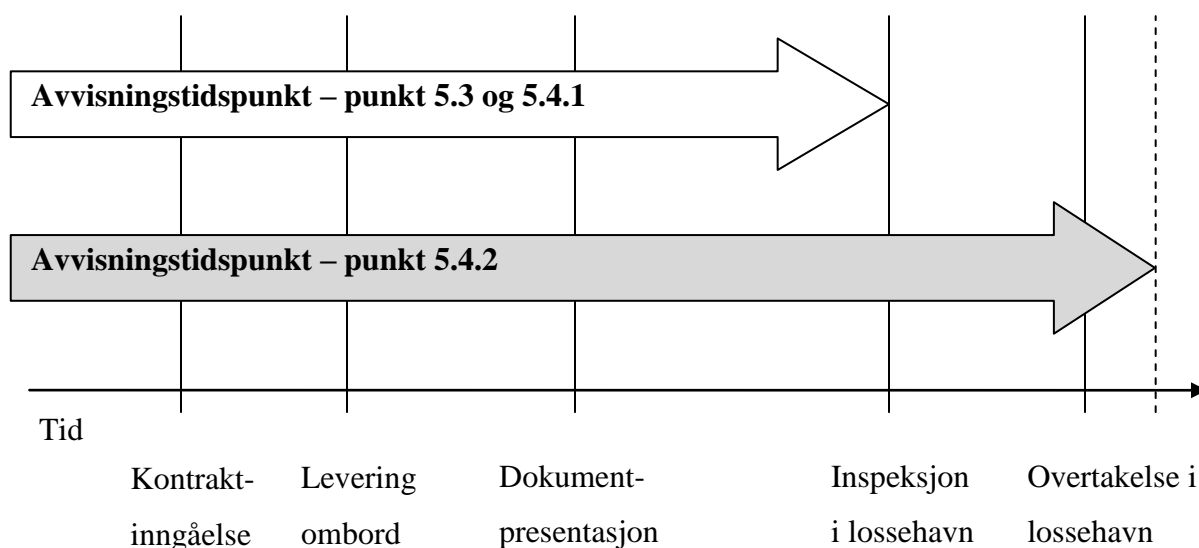 Avvisningstidspunkt – punkt 5.3 og 5.4.1
Avvisningstidspunkt – punkt 5.4.2
Tid
Kontrakt-
inngåelse
Levering
ombord
Dokument-
presentasjon
Inspeksjon
i lossehavn
Overtakelse i
lossehavn